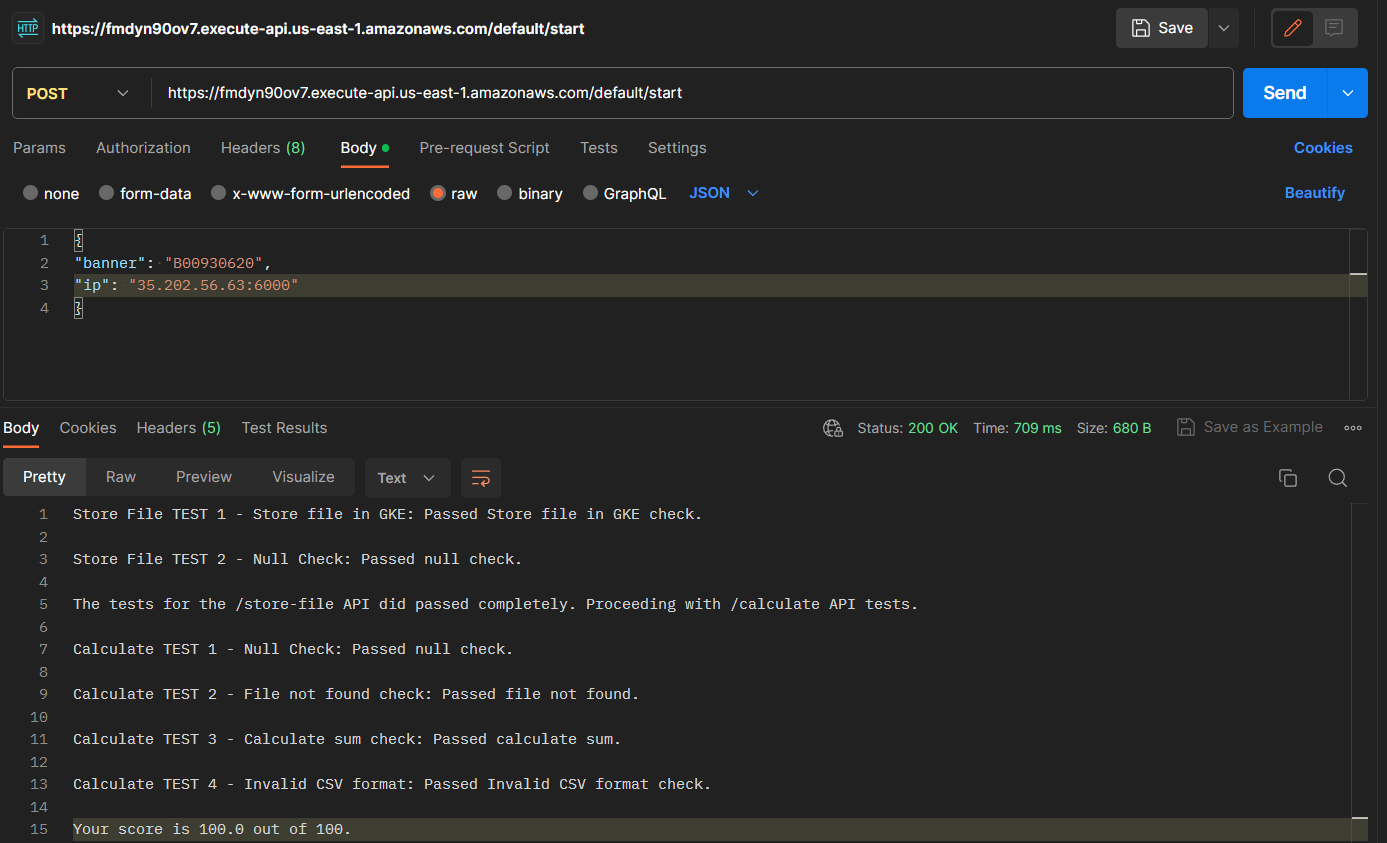 HTTP https://fmdyn90ov7.execute-api.us-east-1.amazonaws.com/default/start Save
POST https://fmdyn90ov7.execute-api.us-east-1.amazonaws.com/default/start Send
Params Authorization Headers (8) Body Pre-request Script Tests Settings Cookies
none form-data x-www-form-urlencoded raw binary GraphQL JSON Beautify
1 {
2 "banner": "B00930620",
3 "ip": "35.202.56.63:6000"
4 }
Body Cookies Headers (5) Test Results Status: 200 OK Time: 709 ms Size: 680 B Save as Example
Pretty Raw Preview Visualize Text
1 Store File TEST 1 - Store file in GKE: Passed Store file in GKE check.
2
3 Store File TEST 2 - Null Check: Passed null check.
4
5 The tests for the /store-file API did passed completely. Proceeding with /calculate API tests.
6
7 Calculate TEST 1 - Null Check: Passed null check.
8
9 Calculate TEST 2 - File not found check: Passed file not found.
10
11 Calculate TEST 3 - Calculate sum check: Passed calculate sum.
12
13 Calculate TEST 4 - Invalid CSV format: Passed Invalid CSV format check.
14
15 Your score is 100.0 out of 100.